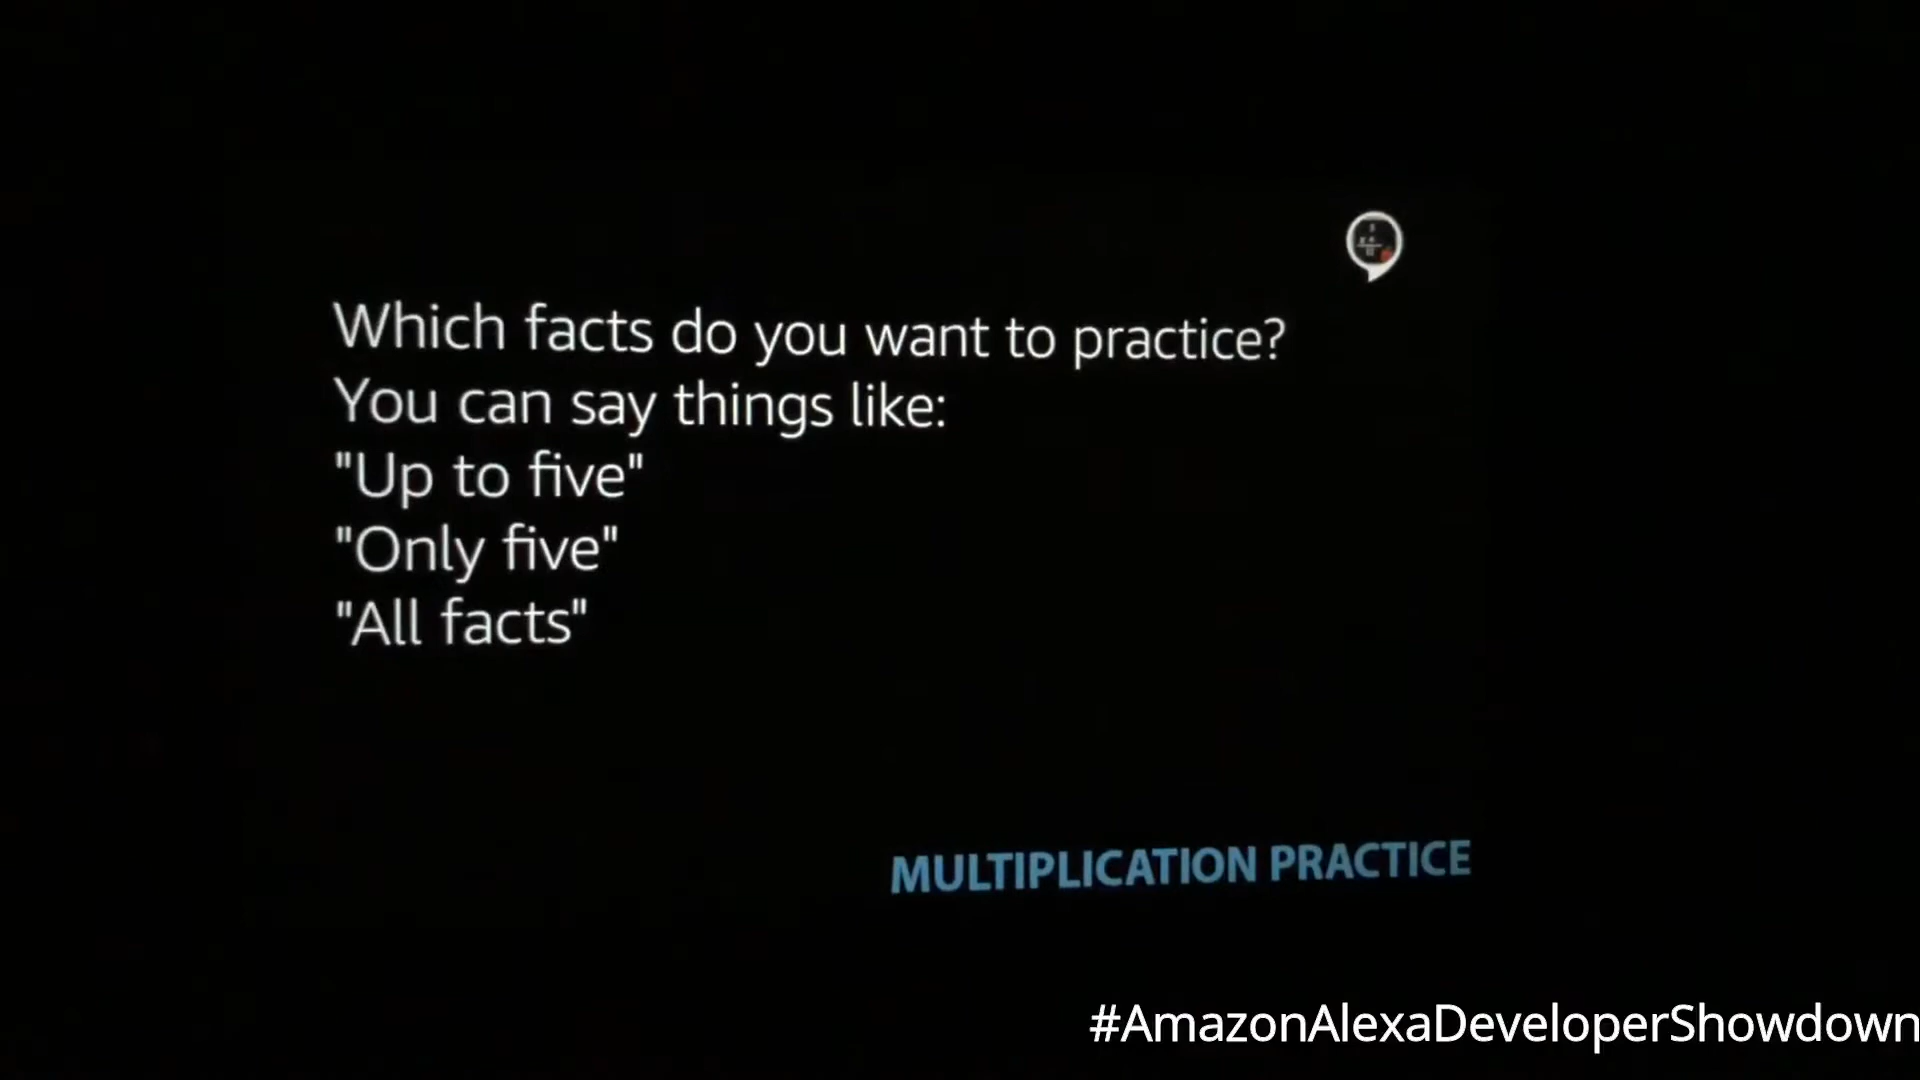 Which facts do you want to practice?
You can say things like:
"Up to five"
"Only five"
"All facts"
MULTIPLICATION PRACTICE
#AmazonAlexaDeveloperShowdown